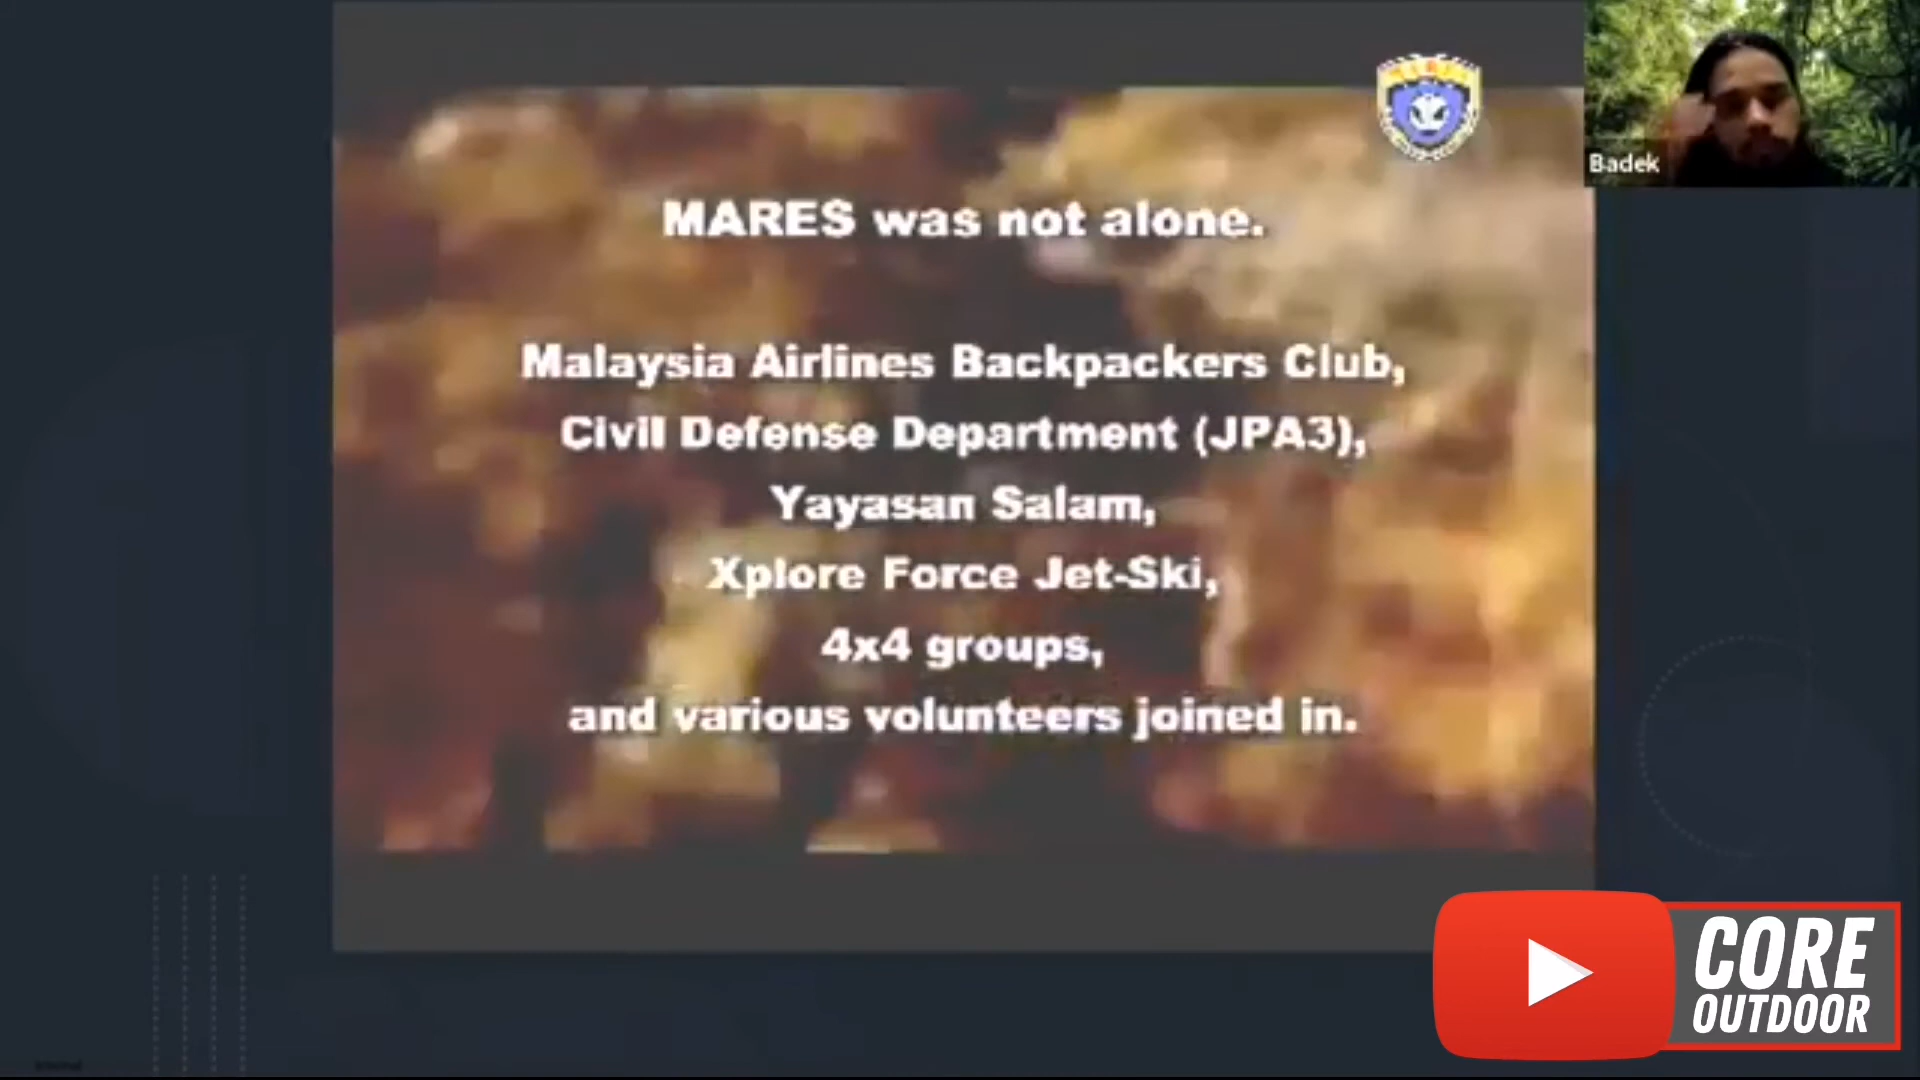 MARES was not alone.
Malaysia Airlines Backpackers Club,
Civil Defense Department (JPA3),
Yayasan Salam,
Xplore Force Jet-Ski,
4x4 groups,
and various volunteers joined in.
Badek
CORE
OUTDOOR